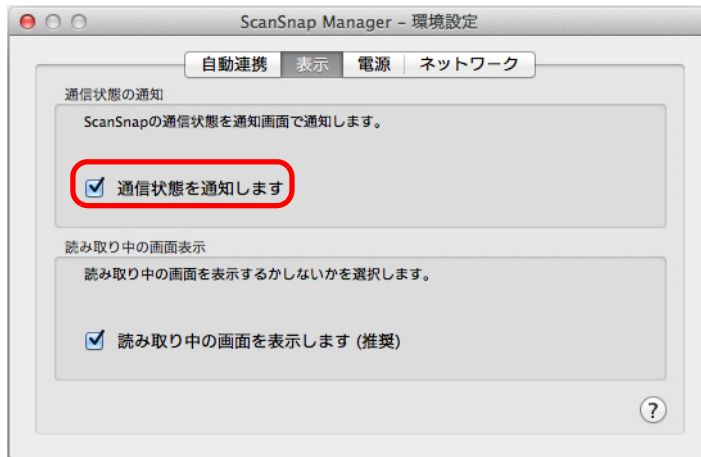 ScanSnap Manager – 環境設定
自動連携 表示 電源 ネットワーク
通信状態の通知
ScanSnapの通信状態を通知画面で通知します。
通信状態を通知します
読み取り中の画面表示
読み取り中の画面を表示するかしないかを選択します。
読み取り中の画面を表示します (推奨)
?